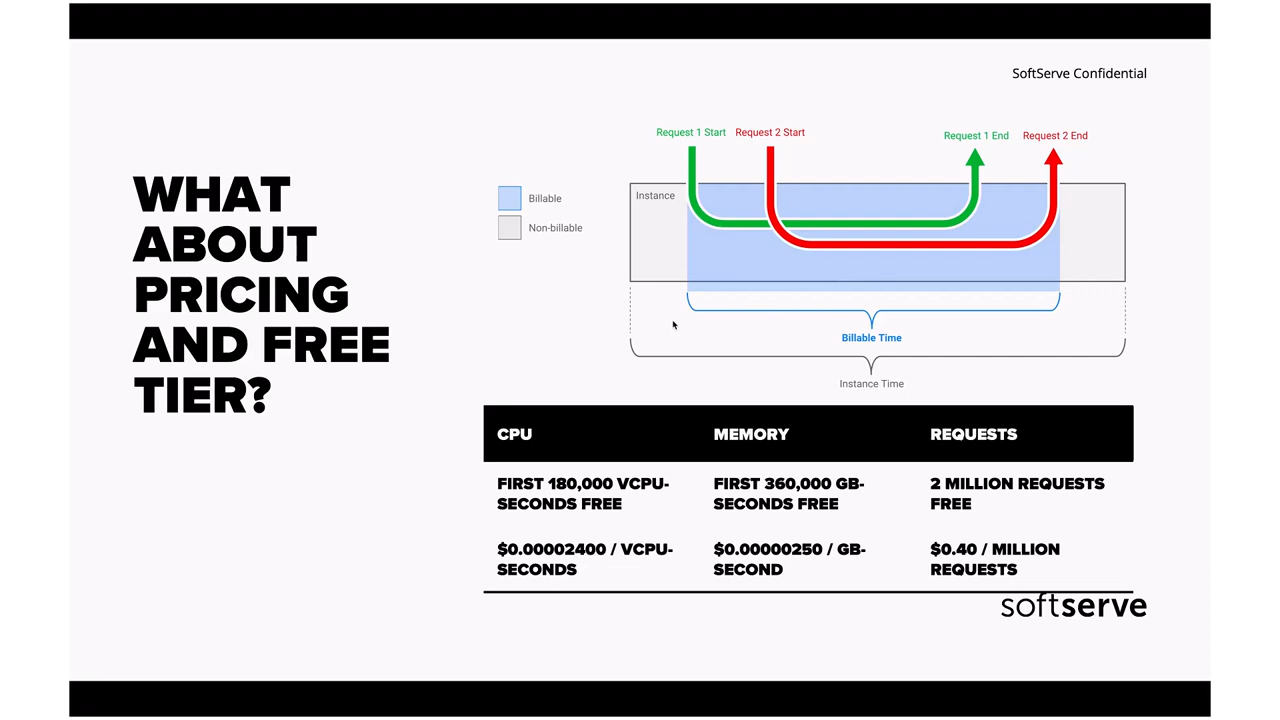 SoftServe Confidential
WHAT
ABOUT
PRICING
AND FREE
TIER?
Request 1 Start
Request 2 Start
Request 1 End
Request 2 End
Billable
Non-billable
Instance
Billable Time
Instance Time
CPU
MEMORY
REQUESTS
FIRST 180,000 VCPU-
SECONDS FREE
FIRST 360,000 GB-
SECONDS FREE
2 MILLION REQUESTS
FREE
$0.00002400 / VCPU-
SECONDS
$0.00000250 / GB-
SECOND
$0.40 / MILLION
REQUESTS
softserve